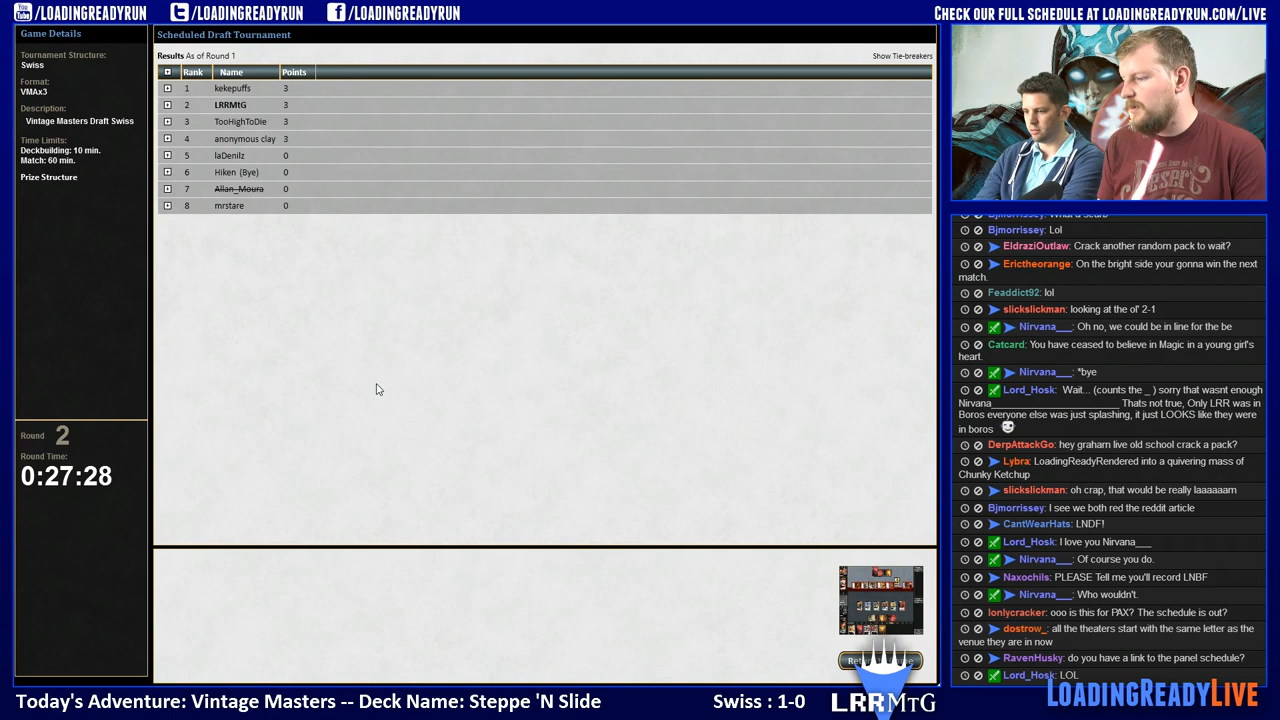 /LOADINGREADYRUN /LOADINGREADYRUN /LOADINGREADYRUN CHECK OUR FULL SCHEDULE AT LOADINGREADYRUN.COM/LIVE
Game Details
Tournament Structure:
Swiss
Format:
VMAx3
Description:
Vintage Masters Draft Swiss
Time Limits:
Deckbuilding: 10 min.
Match: 60 min.
Prize Structure
Round 2
Round Time:
0:27:28
Scheduled Draft Tournament
Results As of Round 1 Show Tie-breakers
Rank Name Points
1 kekepuffs 3
2 LRRMtG 3
3 TooHighToDie 3
4 anonymous clay 3
5 laDenilz 0
6 Hiken (Bye) 0
7 Allan_Moura 0
8 mrstare 0
Bjmorrissey: What a
Bjmorrissey: Lol
EldraziOutlaw: Crack another random pack to wait?
Erictheorange: On the bright side your gonna win the next
match.
Feaddict92: lol
slickslickman: looking at the ol' 2-1
Nirvana___: Oh no, we could be in line for the be
Catcard: You have ceased to believe in Magic in a young girl's
heart.
Nirvana___: *bye
Lord_Hosk: Wait... (counts the _ ) sorry that wasnt enough
Nirvana______________________Thats not true, Only LRR was in
Boros everyone else was just splashing, it just LOOKS like they were
in boros
DerpAttackGo: hey graham live old school crack a pack?
Lybra: LoadingReadyRendered into a quivering mass of
Chunky Ketchup
slickslickman: oh crap, that would be really laaaaaam
Bjmorrissey: I see we both red the reddit article
CantWearHats: LNDF!
Lord_Hosk: I love you Nirvana___
Nirvana___: Of course you do.
Naxochils: PLEASE Tell me you'll record LNBF
Nirvana___: Who wouldn't.
lonlycracker: ooo is this for PAX? The schedule is out?
dostrow_: all the theaters start with the same letter as the
venue they are in now
RavenHusky: do you have a link to the panel schedule?
Lord_Hosk: LOL
LOADINGREADYLIVE
Today's Adventure: Vintage Masters -- Deck Name: Steppe 'N Slide Swiss : 1-0 LRRMTG